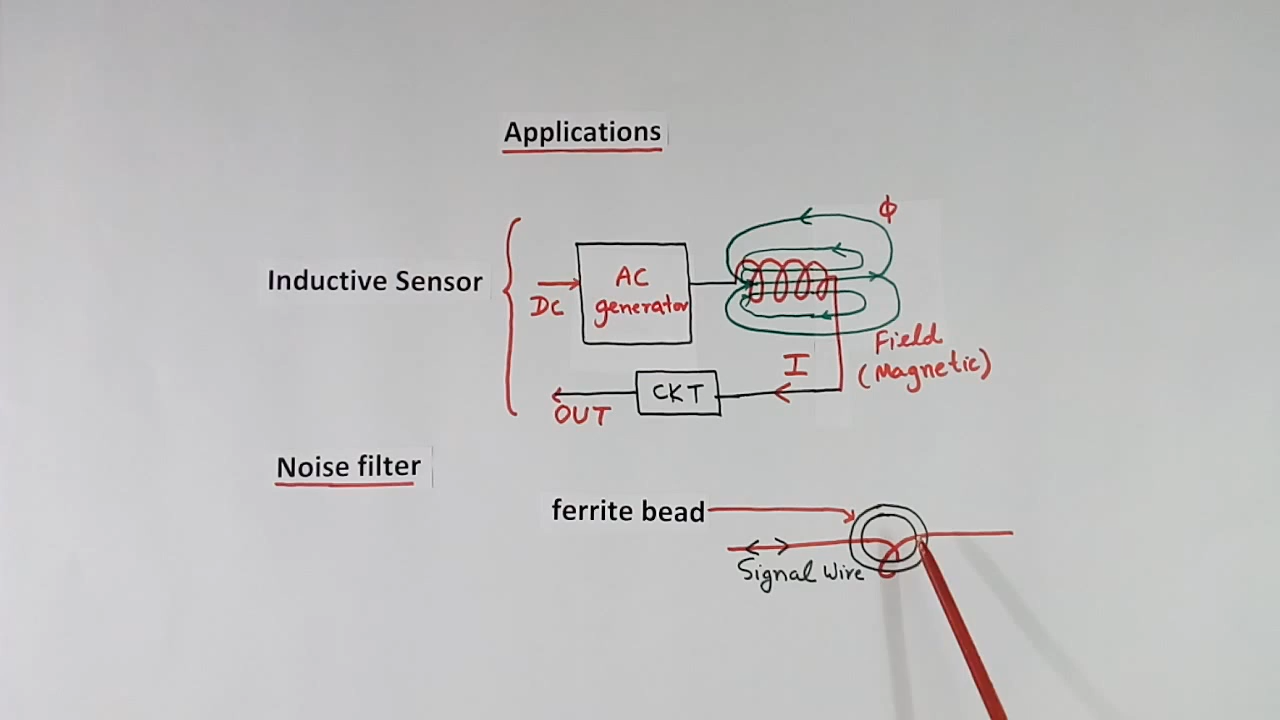 Applications
Φ
Inductive Sensor
DC
AC
generator
Field
(Magnetic)
I
CKT
OUT
Noise filter
ferrite bead
Signal Wire